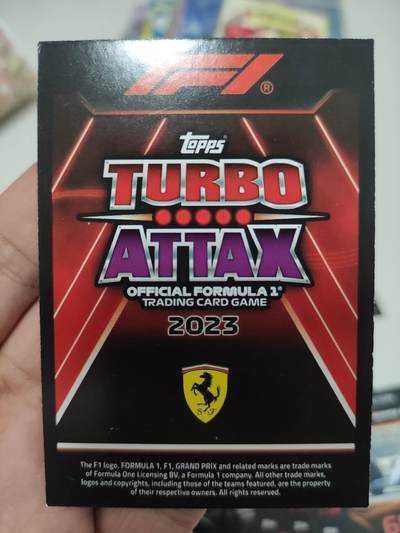 F1®
Topps
TURBO
ATTAX
OFFICIAL FORMULA 1®
TRADING CARD GAME
2023
S F
The F1 logo, FORMULA 1, F1, GRAND PRIX and related marks are trade marks
of Formula One Licensing BV, a Formula 1 company. All other trade marks,
logos and copyrights, including those of the teams featured, are the property
of their respective owners. All rights reserved.